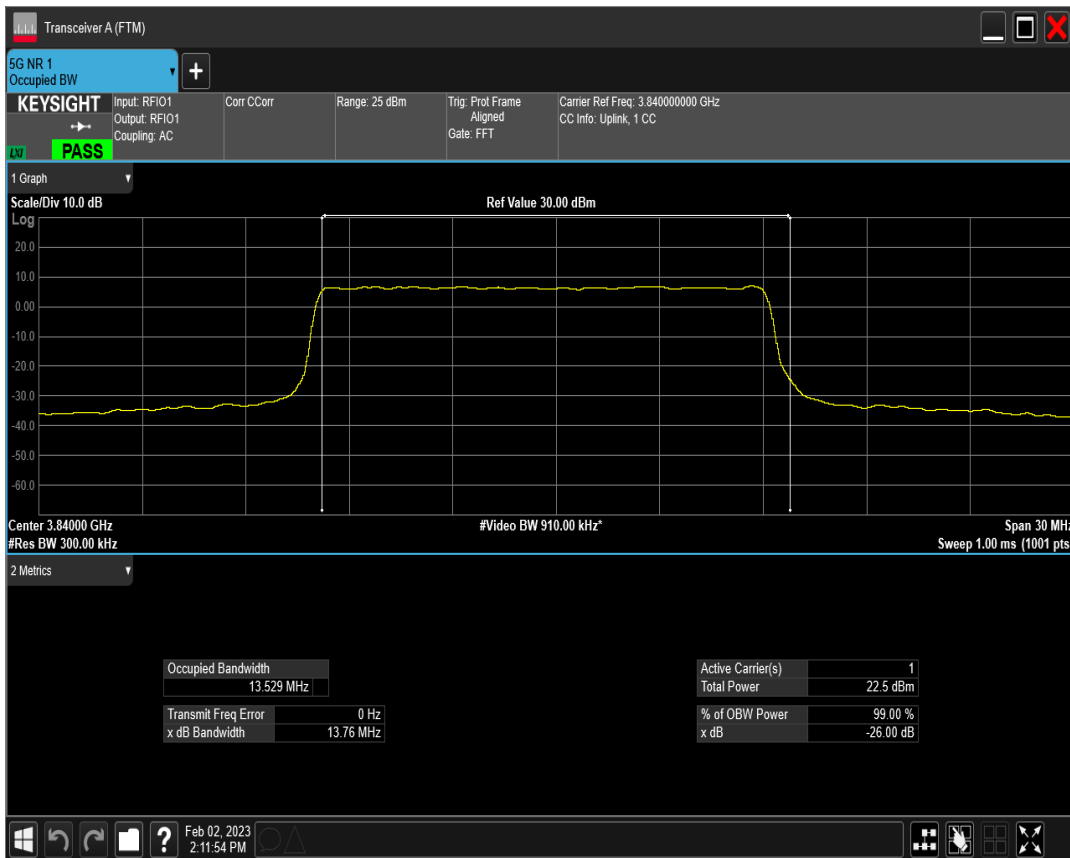 Transceiver A (FTM)
5G NR 1
Occupied BW
+
KEYSIGHT
LXI
PASS
Input: RFIO1
Output: RFIO1
Coupling: AC
Corr CCorr
Range: 25 dBm
Trig: Prot Frame
Aligned
Gate: FFT
Carrier Ref Freq: 3.840000000 GHz
CC Info: Uplink, 1 CC
1 Graph
Scale/Div 10.0 dB
Ref Value 30.00 dBm
Log
20.0
10.0
0.00
-10.0
-20.0
-30.0
-40.0
-50.0
-60.0
Center 3.84000 GHz
#Video BW 910.00 kHz*
Span 30 MHz
#Res BW 300.00 kHz
Sweep 1.00 ms (1001 pts
2 Metrics
Occupied Bandwidth
13.529 MHz
Transmit Freq Error 0 Hz
x dB Bandwidth 13.76 MHz
Active Carrier(s) 1
Total Power 22.5 dBm
% of OBW Power 99.00 %
x dB -26.00 dB
?
Feb 02, 2023
2:11:54 PM